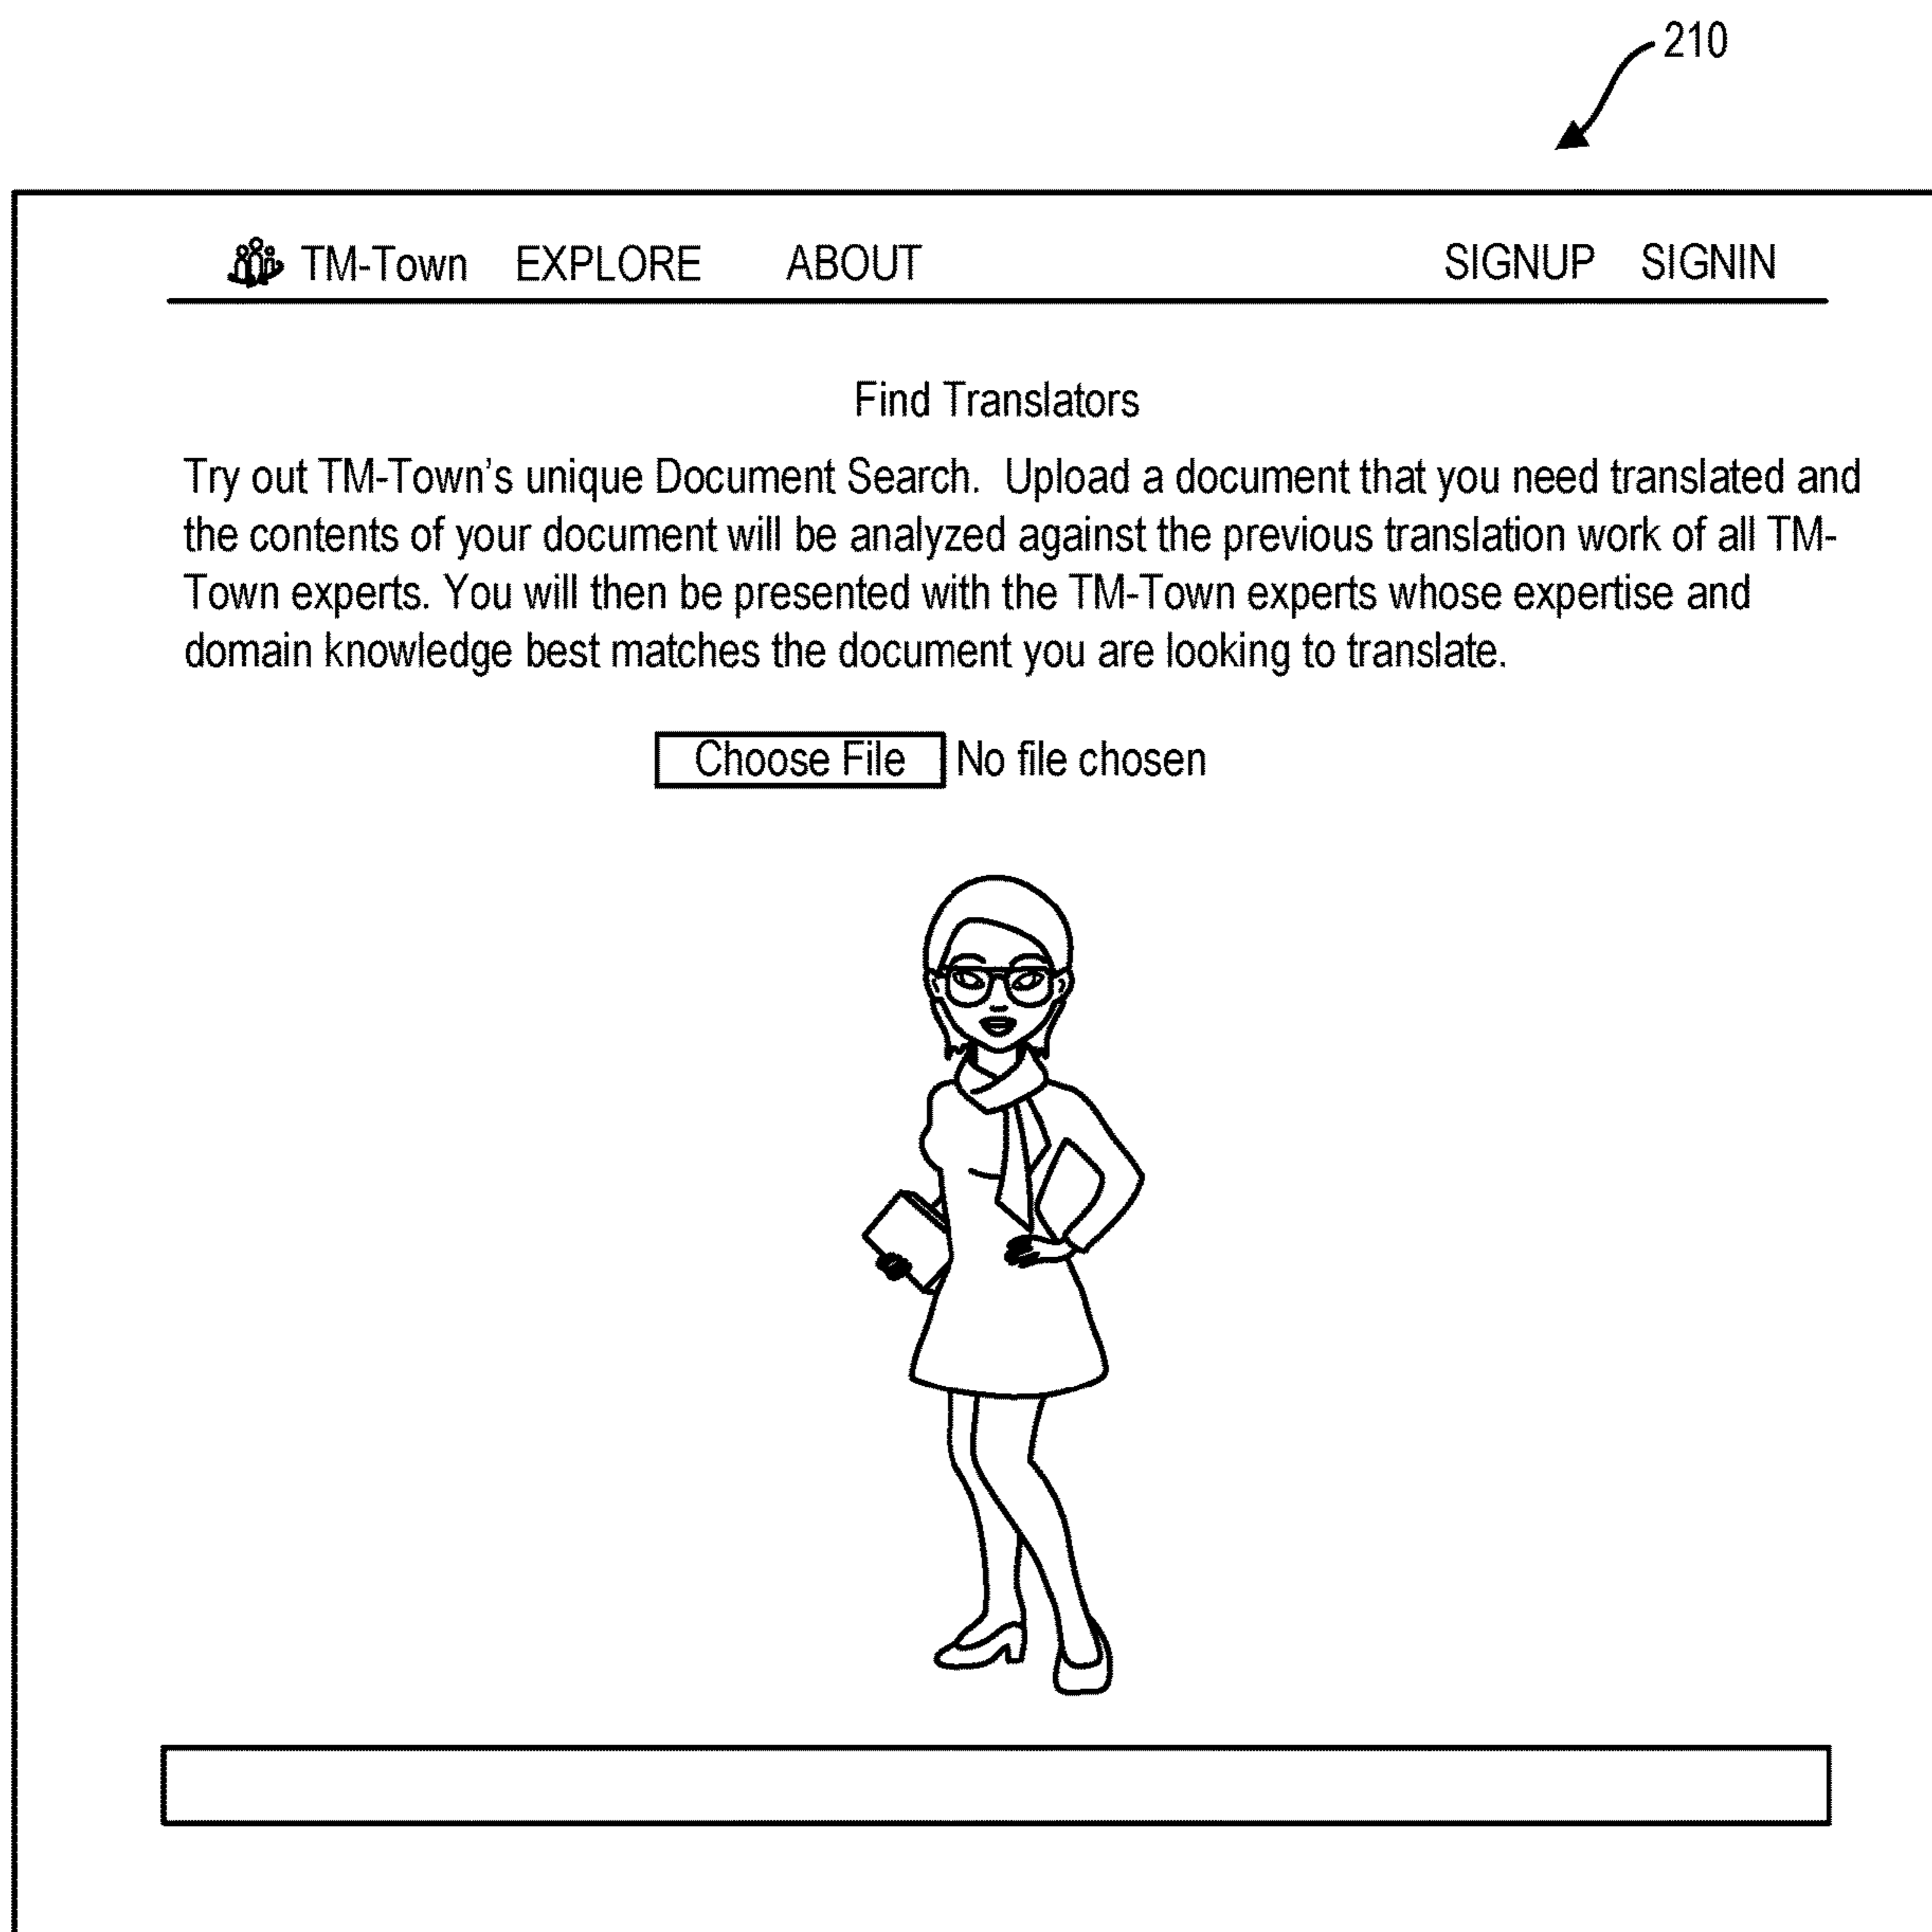 210
TM-Town EXPLORE ABOUT SIGNUP SIGNIN
Find Translators
Try out TM-Town's unique Document Search. Upload a document that you need translated and
the contents of your document will be analyzed against the previous translation work of all TM-
Town experts. You will then be presented with the TM-Town experts whose expertise and
domain knowledge best matches the document you are looking to translate.
Choose File No file chosen